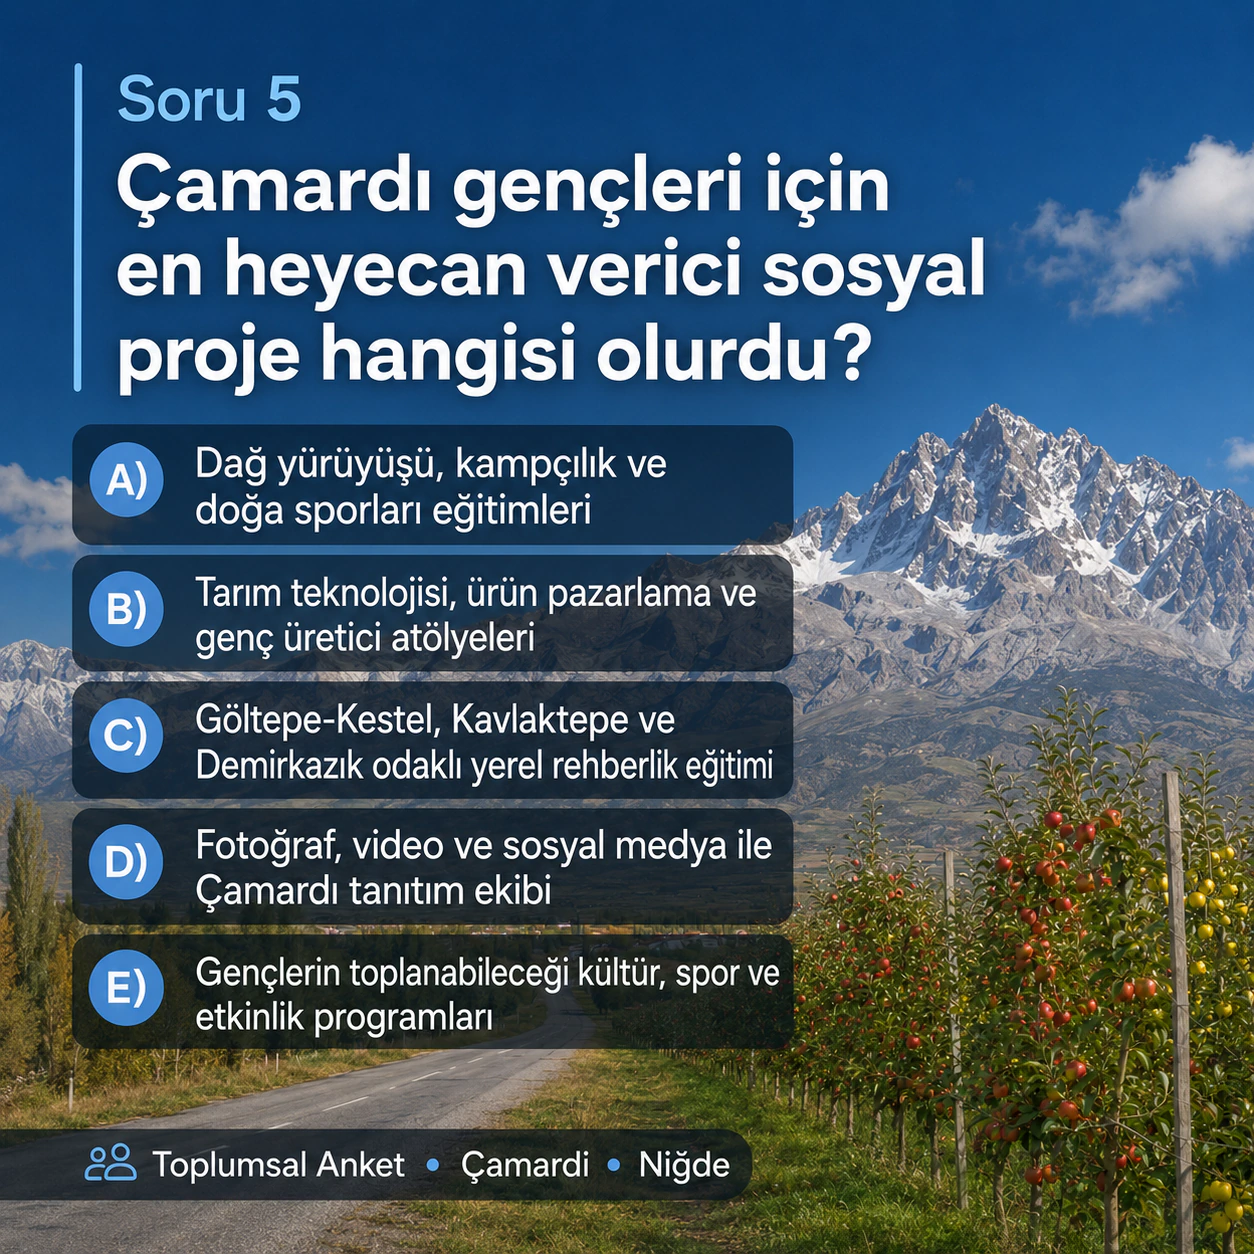 Soru 5
Çamardı gençleri için
en heyecan verici sosyal
proje hangisi olurdu?
A) Dağ yürüyüşü, kampçılık ve
doğa sporları eğitimleri
B) Tarım teknolojisi, ürün pazarlama ve
genç üretici atölyeleri
C) Göltepe-Kestel, Kavlaktepe ve
Demirkazık odaklı yerel rehberlik eğitimi
D) Fotoğraf, video ve sosyal medya ile
Çamardı tanıtım ekibi
E) Gençlerin toplanabileceği kültür, spor ve
etkinlik programları
Toplumsal Anket • Çamardi • Niğde